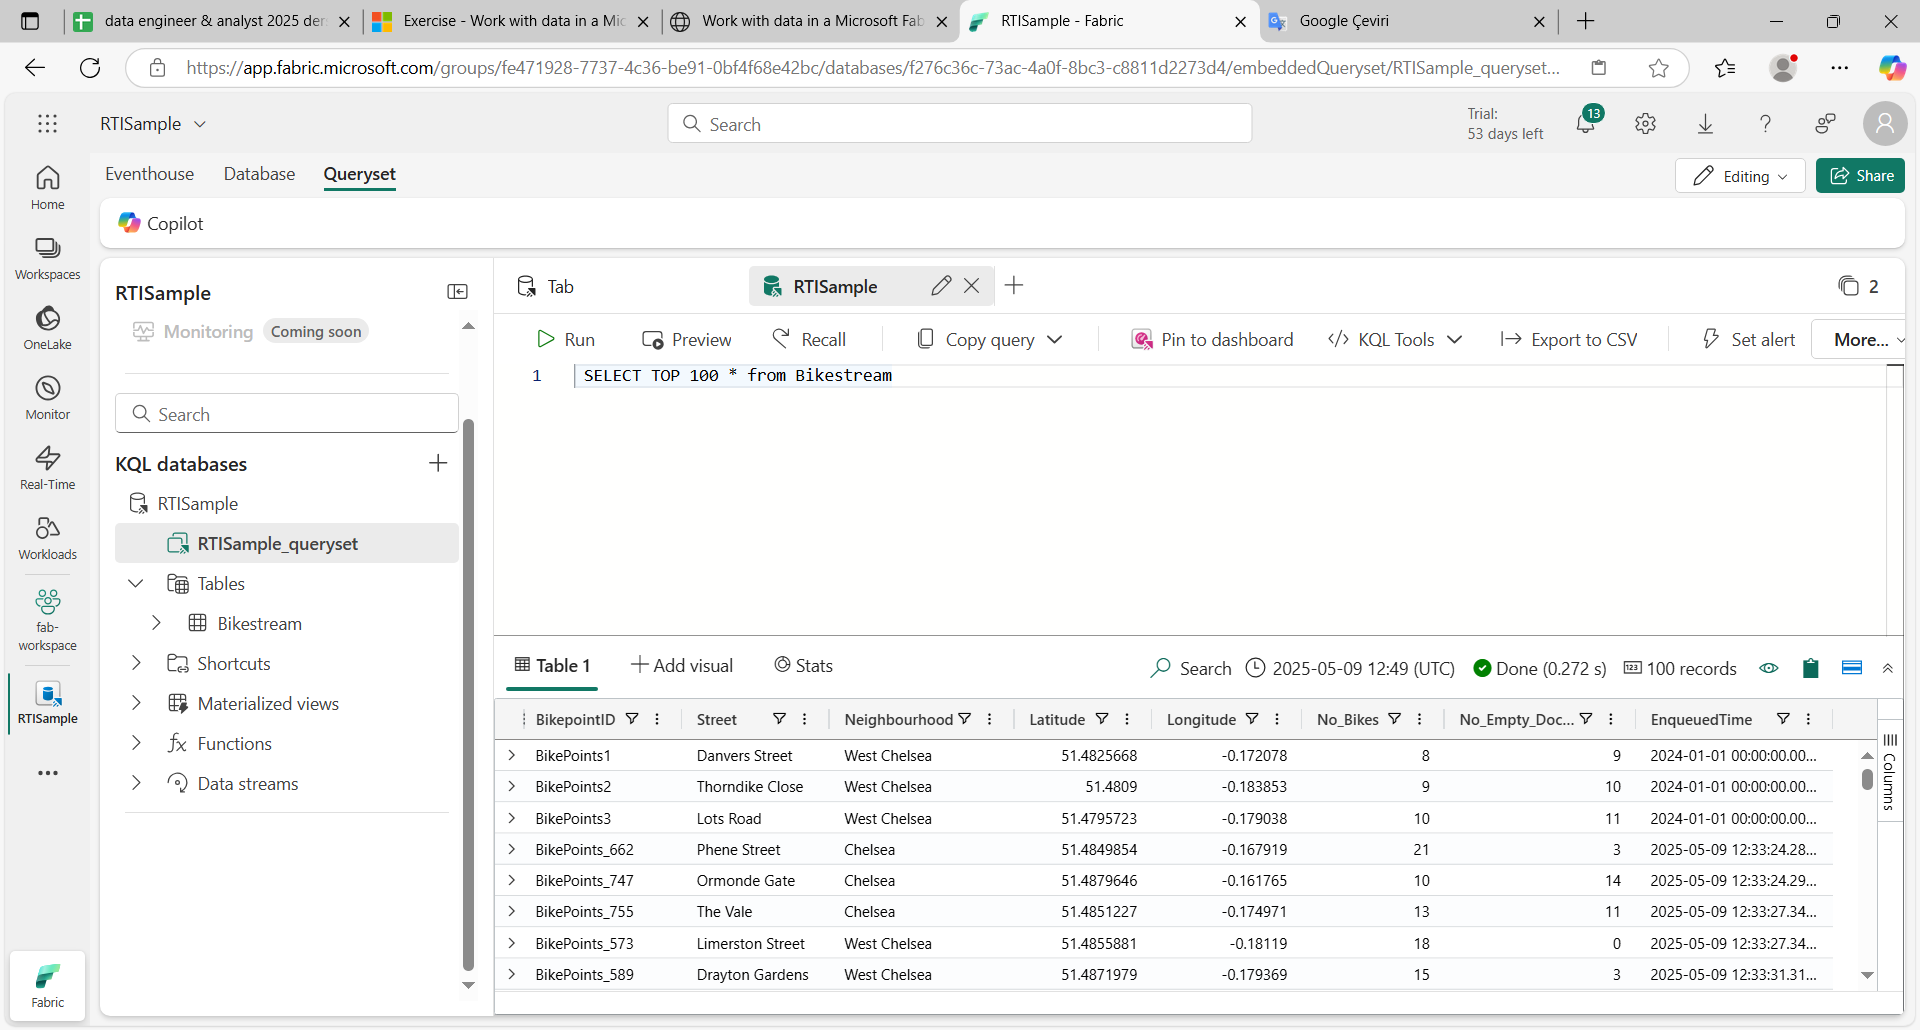 data engineer & analyst 2025 der
Exercise - Work with data in a Mic
Work with data in a Microsoft Fab
RTISample - Fabric
Google Çeviri
https://app.fabric.microsoft.com/groups/fe471928-7737-4c36-be91-0bf4f68e42bc/databases/f276c36c-73ac-4a0f-8bc3-c8811d2273d4/embeddedQueryset/RTISample_queryset...
RTISample
Search
Trial:
53 days left
13
Home
Workspaces
OneLake
Monitor
Real-Time
Workloads
fab-
workspace
RTISample
Fabric
Eventhouse Database Queryset
Editing
Share
Copilot
RTISample
Monitoring Coming soon
Search
KQL databases
RTISample
RTISample_queryset
Tables
Bikestream
Shortcuts
Materialized views
Functions
Data streams
Tab RTISample 2
Run Preview Recall Copy query Pin to dashboard KQL Tools Export to CSV Set alert More...
1 SELECT TOP 100 * from Bikestream
Table 1 Add visual Stats Search 2025-05-09 12:49 (UTC) Done (0.272 s) 123 100 records
BikepointID Street Neighbourhood Latitude Longitude No_Bikes No_Empty_Doc... EnqueuedTime
BikePoints1 Danvers Street West Chelsea 51.4825668 -0.172078 8 9 2024-01-01 00:00:00.00...
BikePoints2 Thorndike Close West Chelsea 51.4809 -0.183853 9 10 2024-01-01 00:00:00.00...
BikePoints3 Lots Road West Chelsea 51.4795723 -0.179038 10 11 2024-01-01 00:00:00.00...
BikePoints_662 Phene Street Chelsea 51.4849854 -0.167919 21 3 2025-05-09 12:33:24.28...
BikePoints_747 Ormonde Gate Chelsea 51.4879646 -0.161765 10 14 2025-05-09 12:33:24.29...
BikePoints_755 The Vale Chelsea 51.4851227 -0.174971 13 11 2025-05-09 12:33:27.34...
BikePoints_573 Limerston Street West Chelsea 51.4855881 -0.18119 18 0 2025-05-09 12:33:27.34...
BikePoints_589 Drayton Gardens West Chelsea 51.4871979 -0.179369 15 3 2025-05-09 12:33:31.31...
Columns